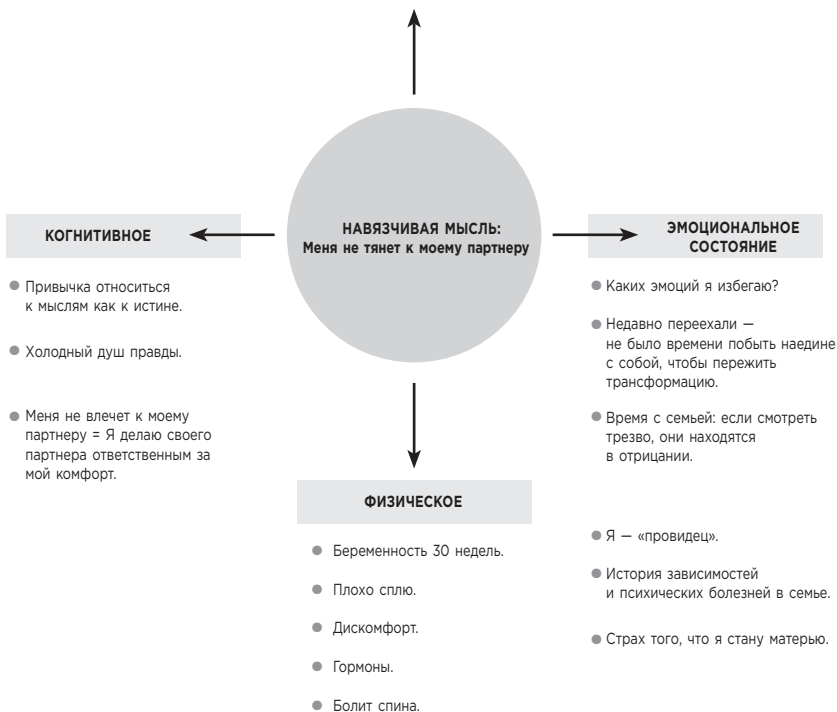 НАВЯЗЧИВАЯ МЫСЛЬ:
Меня не тянет к моему партнеру
КОГНИТИВНОЕ
Привычка относиться
к мыслям как к истине.
Холодный душ правды.
Меня не влечет к моему
партнеру = Я делаю своего
партнера ответственным за
мой комфорт.
ЭМОЦИОНАЛЬНОЕ
СОСТОЯНИЕ
Каких эмоций я избегаю?
Недавно переехали —
не было времени побыть наедине
с собой, чтобы пережить
трансформацию.
Время с семьей: если смотреть
трезво, они находятся
в отрицании.
Я — «провидец».
История зависимостей
и психических болезней в семье.
Страх того, что я стану матерью.
ФИЗИЧЕСКОЕ
Беременность 30 недель.
Плохо сплю.
Дискомфорт.
Гормоны.
Болит спина.